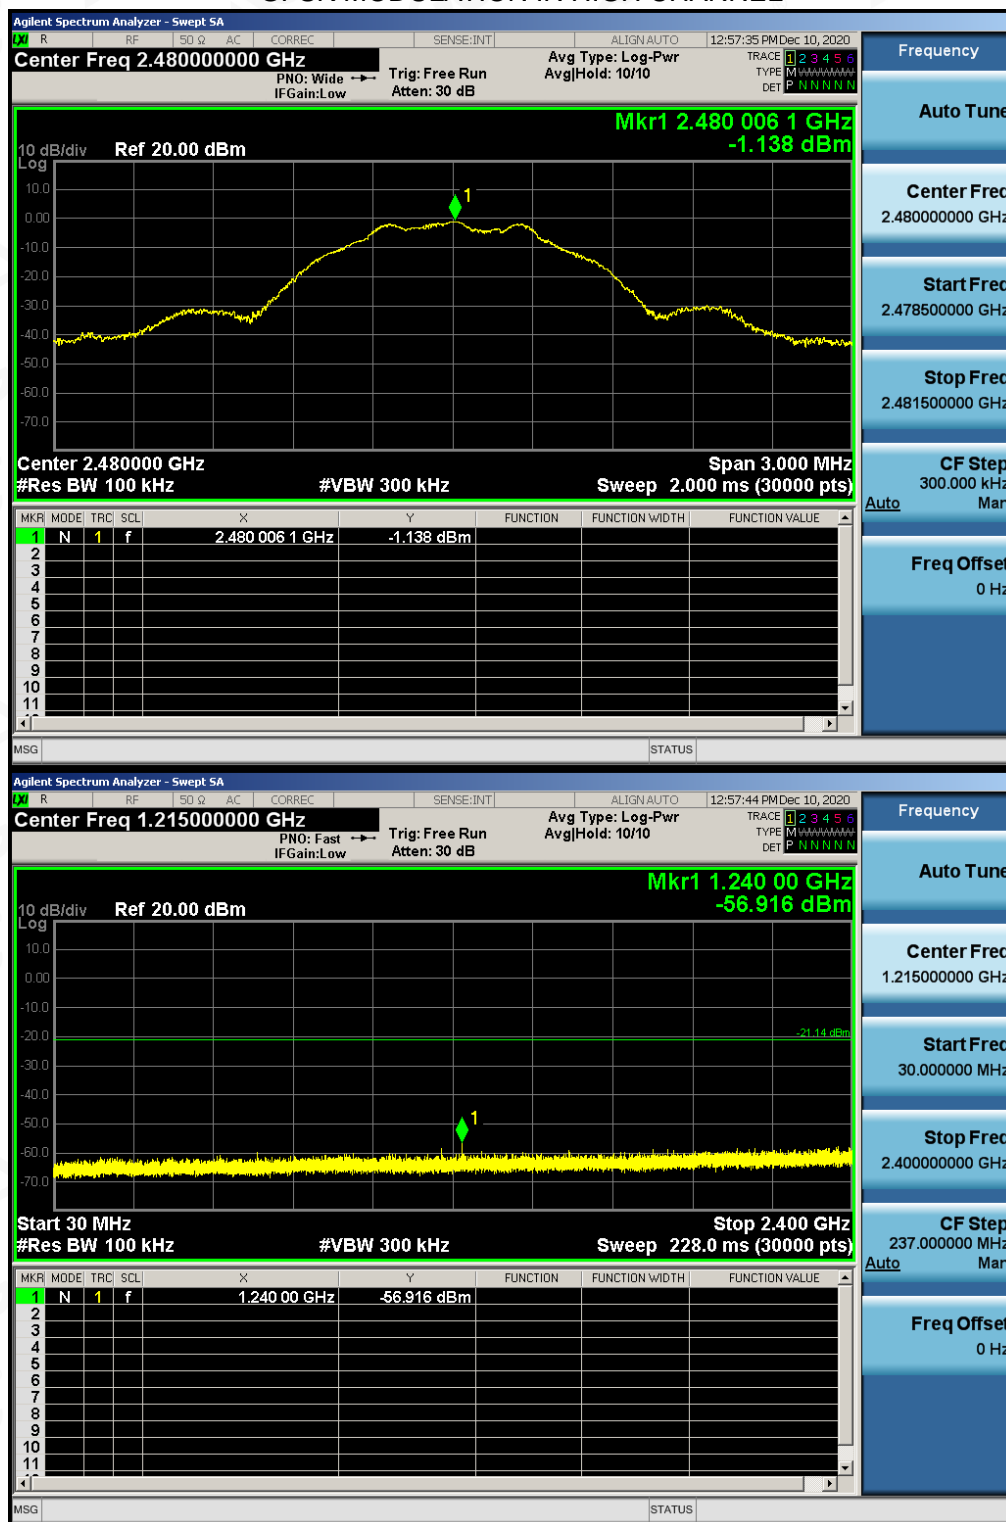 Agilent Spectrum Analyzer - Swept SA
LXI R RF 50 Ω AC CORREC SENSE:INT ALIGN AUTO 12:57:35 PM Dec 10, 2020
Center Freq 2.480000000 GHz
PNO: Wide
IFGain:Low
Trig: Free Run
Atten: 30 dB
Avg Type: Log-Pwr
Avg|Hold: 10/10
TRACE 1 2 3 4 5 6
TYPE M
DET P N N N N N
Mkr1 2.480 006 1 GHz
-1.138 dBm
10 dB/div Ref 20.00 dBm
Log
10.0
0.00
-10.0
-20.0
-30.0
-40.0
-50.0
-60.0
-70.0
1
Center 2.480000 GHz Span 3.000 MHz
#Res BW 100 kHz #VBW 300 kHz Sweep 2.000 ms (30000 pts)
MKR MODE TRC SCL X Y FUNCTION FUNCTION WIDTH FUNCTION VALUE
1 N 1 f 2.480 006 1 GHz -1.138 dBm
2
3
4
5
6
7
8
9
10
11
MSG STATUS
Frequency
Auto Tune
Center Freq
2.480000000 GHz
Start Freq
2.478500000 GHz
Stop Freq
2.481500000 GHz
CF Step
300.000 kHz
Auto Man
Freq Offset
0 Hz
Agilent Spectrum Analyzer - Swept SA
LXI R RF 50 Ω AC CORREC SENSE:INT ALIGN AUTO 12:57:44 PM Dec 10, 2020
Center Freq 1.215000000 GHz
PNO: Fast
IFGain:Low
Trig: Free Run
Atten: 30 dB
Avg Type: Log-Pwr
Avg|Hold: 10/10
TRACE 1 2 3 4 5 6
TYPE M
DET P N N N N N
Mkr1 1.240 00 GHz
-56.916 dBm
10 dB/div Ref 20.00 dBm
Log
10.0
0.00
-10.0
-20.0
-30.0
-40.0
-50.0
-60.0
-70.0
-21.14 dBm
1
Start 30 MHz Stop 2.400 GHz
#Res BW 100 kHz #VBW 300 kHz Sweep 228.0 ms (30000 pts)
MKR MODE TRC SCL X Y FUNCTION FUNCTION WIDTH FUNCTION VALUE
1 N 1 f 1.240 00 GHz -56.916 dBm
2
3
4
5
6
7
8
9
10
11
MSG STATUS
Frequency
Auto Tune
Center Freq
1.215000000 GHz
Start Freq
30.000000 MHz
Stop Freq
2.400000000 GHz
CF Step
237.000000 MHz
Auto Man
Freq Offset
0 Hz